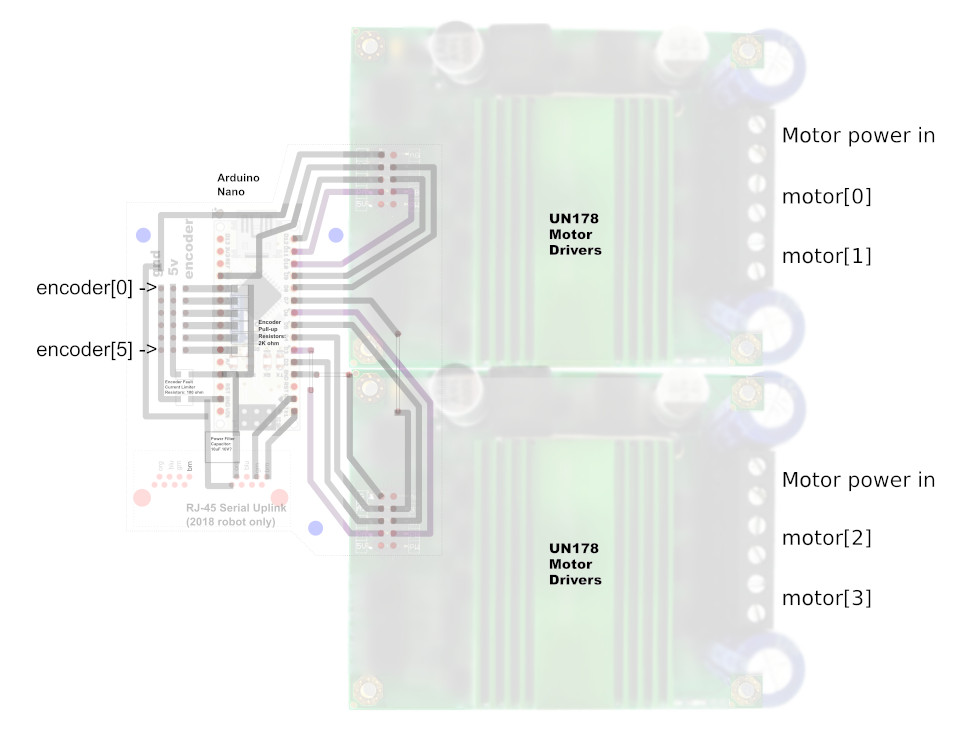 Motor power in
motor[0]
motor[1]
Arduino
Nano
UN178
Motor
Drivers
gnd
5v
encoder
encoder[0] ->
encoder[5] ->
Encoder
Pull-up
Resistors:
2K ohm
Encoder Fault
Current Limiter
Resistors: 100 ohm
Power Filter
Capacitor
RJ-45 Serial Uplink
(2018 robot only)
Motor power in
motor[2]
motor[3]
UN178
Motor
Drivers